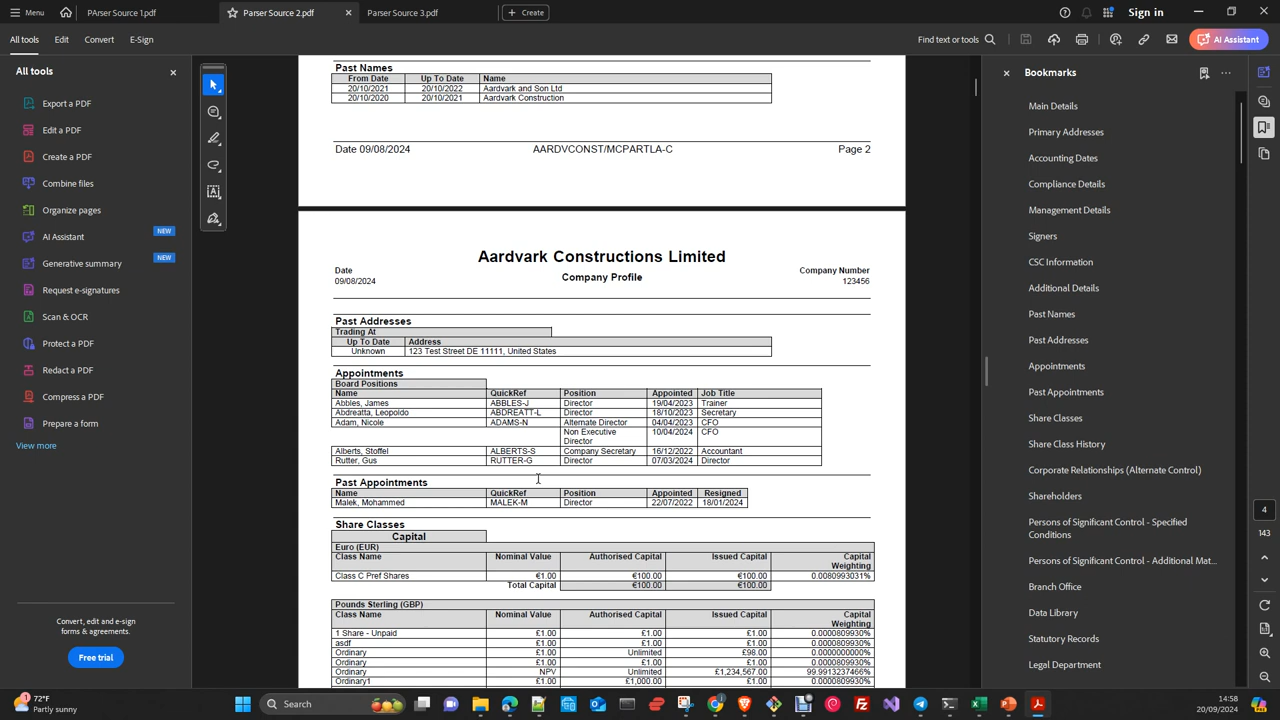 Menu
Parser Source 1.pdf
Parser Source 2.pdf
Parser Source 3.pdf
Create
Sign in
All tools Edit Convert E-Sign
Find text or tools
AI Assistant
All tools
Export a PDF
Edit a PDF
Create a PDF
Combine files
Organize pages
AI Assistant NEW
Generative summary NEW
Request e-signatures
Scan & OCR
Protect a PDF
Redact a PDF
Compress a PDF
Prepare a form
View more
Convert, edit and e-sign
forms & agreements.
Free trial
Past Names
From Date Up To Date Name
20/10/2021 20/10/2022 Aardvark and Son Ltd
20/10/2020 20/10/2021 Aardvark Construction
Date 09/08/2024 AARDVCONST/MCPARTLA-C Page 2
Aardvark Constructions Limited
Date Company Profile Company Number
09/08/2024 123456
Past Addresses
Trading At
Up To Date Address
Unknown 123 Test Street DE 11111, United States
Appointments
Board Positions
Name QuickRef Position Appointed Job Title
Abbles, James ABBLES-J Director 19/04/2023 Trainer
Abdreatta, Leopoldo ABDREATT-L Director 18/10/2023 Secretary
Adam, Nicole ADAMS-N Alternate Director 04/04/2023 CFO
Non Executive 10/04/2024 CFO
Director
Alberts, Stoffel ALBERTS-S Company Secretary 16/12/2022 Accountant
Rutter, Gus RUTTER-G Director 07/03/2024 Director
Past Appointments
Name QuickRef Position Appointed Resigned
Malek, Mohammed MALEK-M Director 22/07/2022 18/01/2024
Share Classes
Capital
Euro (EUR)
Class Name Nominal Value Authorised Capital Issued Capital Capital
Weighting
Class C Pref Shares €1.00 €100.00 €100.00 0.0080993031%
Total Capital €100.00 €100.00
Pounds Sterling (GBP)
Class Name Nominal Value Authorised Capital Issued Capital Capital
Weighting
1 Share - Unpaid £1.00 £1.00 £1.00 0.0000809930%
asdf £1.00 £1.00 £1.00 0.0000809930%
Ordinary £1.00 Unlimited £98.00 0.0000000000%
Ordinary £1.00 £1.00 £1.00 0.0000809930%
Ordinary NPV Unlimited £1,234,567.00 99.9913237466%
Ordinary1 £1.00 £1,000.00 £1.00 0.0000809930%
Bookmarks
Main Details
Primary Addresses
Accounting Dates
Compliance Details
Management Details
Signers
CSC Information
Additional Details
Past Names
Past Addresses
Appointments
Past Appointments
Share Classes
Share Class History
Corporate Relationships (Alternate Control)
Shareholders
Persons of Significant Control - Specified
Conditions
Persons of Significant Control - Additional Mat...
Branch Office
Data Library
Statutory Records
Legal Department
4
143
1
72°F
Partly sunny
Search
14:58
20/09/2024